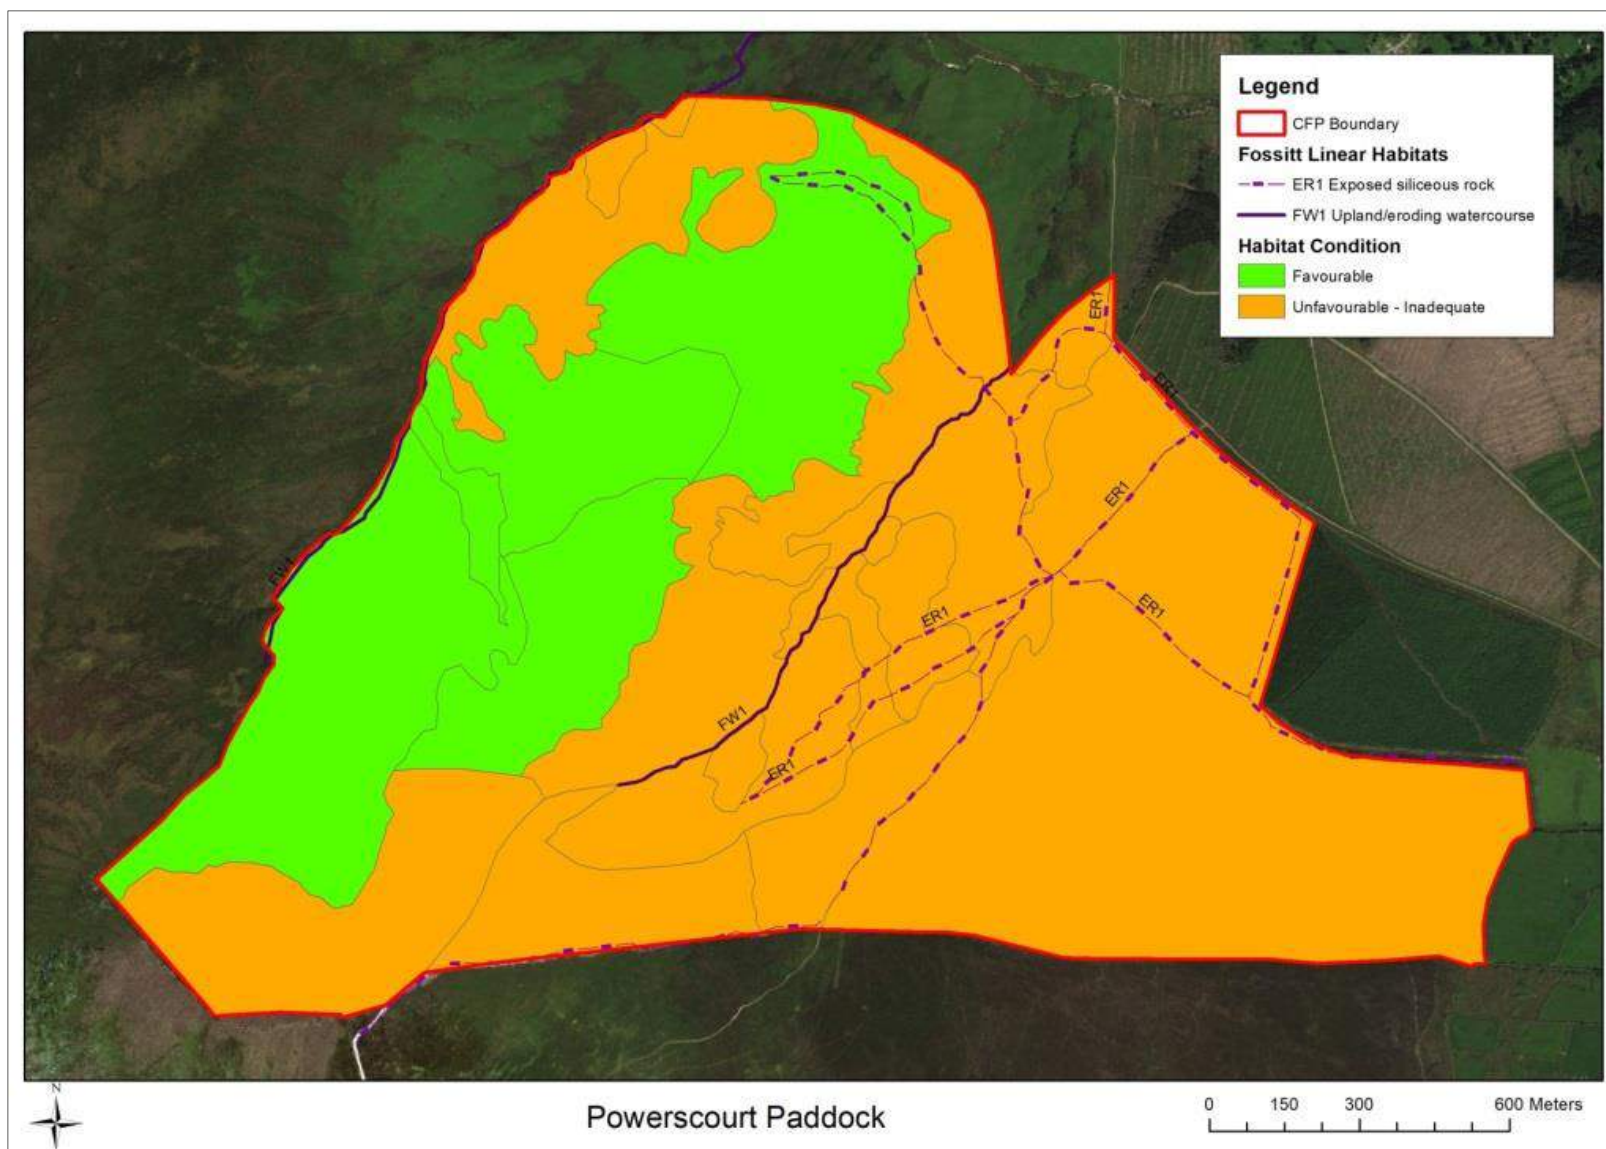 Legend
CFP Boundary
Fossitt Linear Habitats
ER1 Exposed siliceous rock
FW1 Upland/eroding watercourse
Habitat Condition
Favourable
Unfavourable - Inadequate
ER1
ER1
ER1
FW1
ER1
ER1
FW1
ER1
N
Powerscourt Paddock
0 150 300 600 Meters